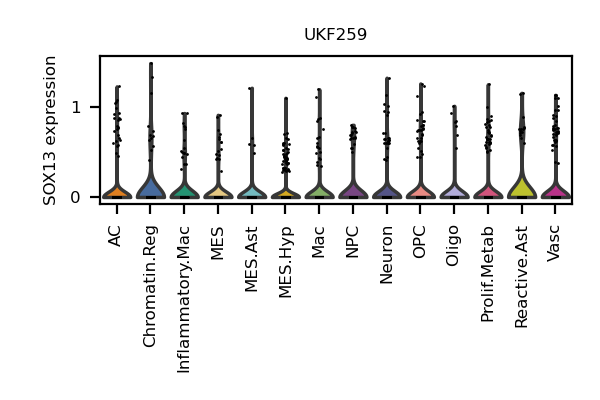 UKF259
SOX13 expression
1
0
AC
Chromatin.Reg
Inflammatory.Mac
MES
MES.Ast
MES.Hyp
Mac
NPC
Neuron
OPC
Oligo
Prolif.Metab
Reactive.Ast
Vasc